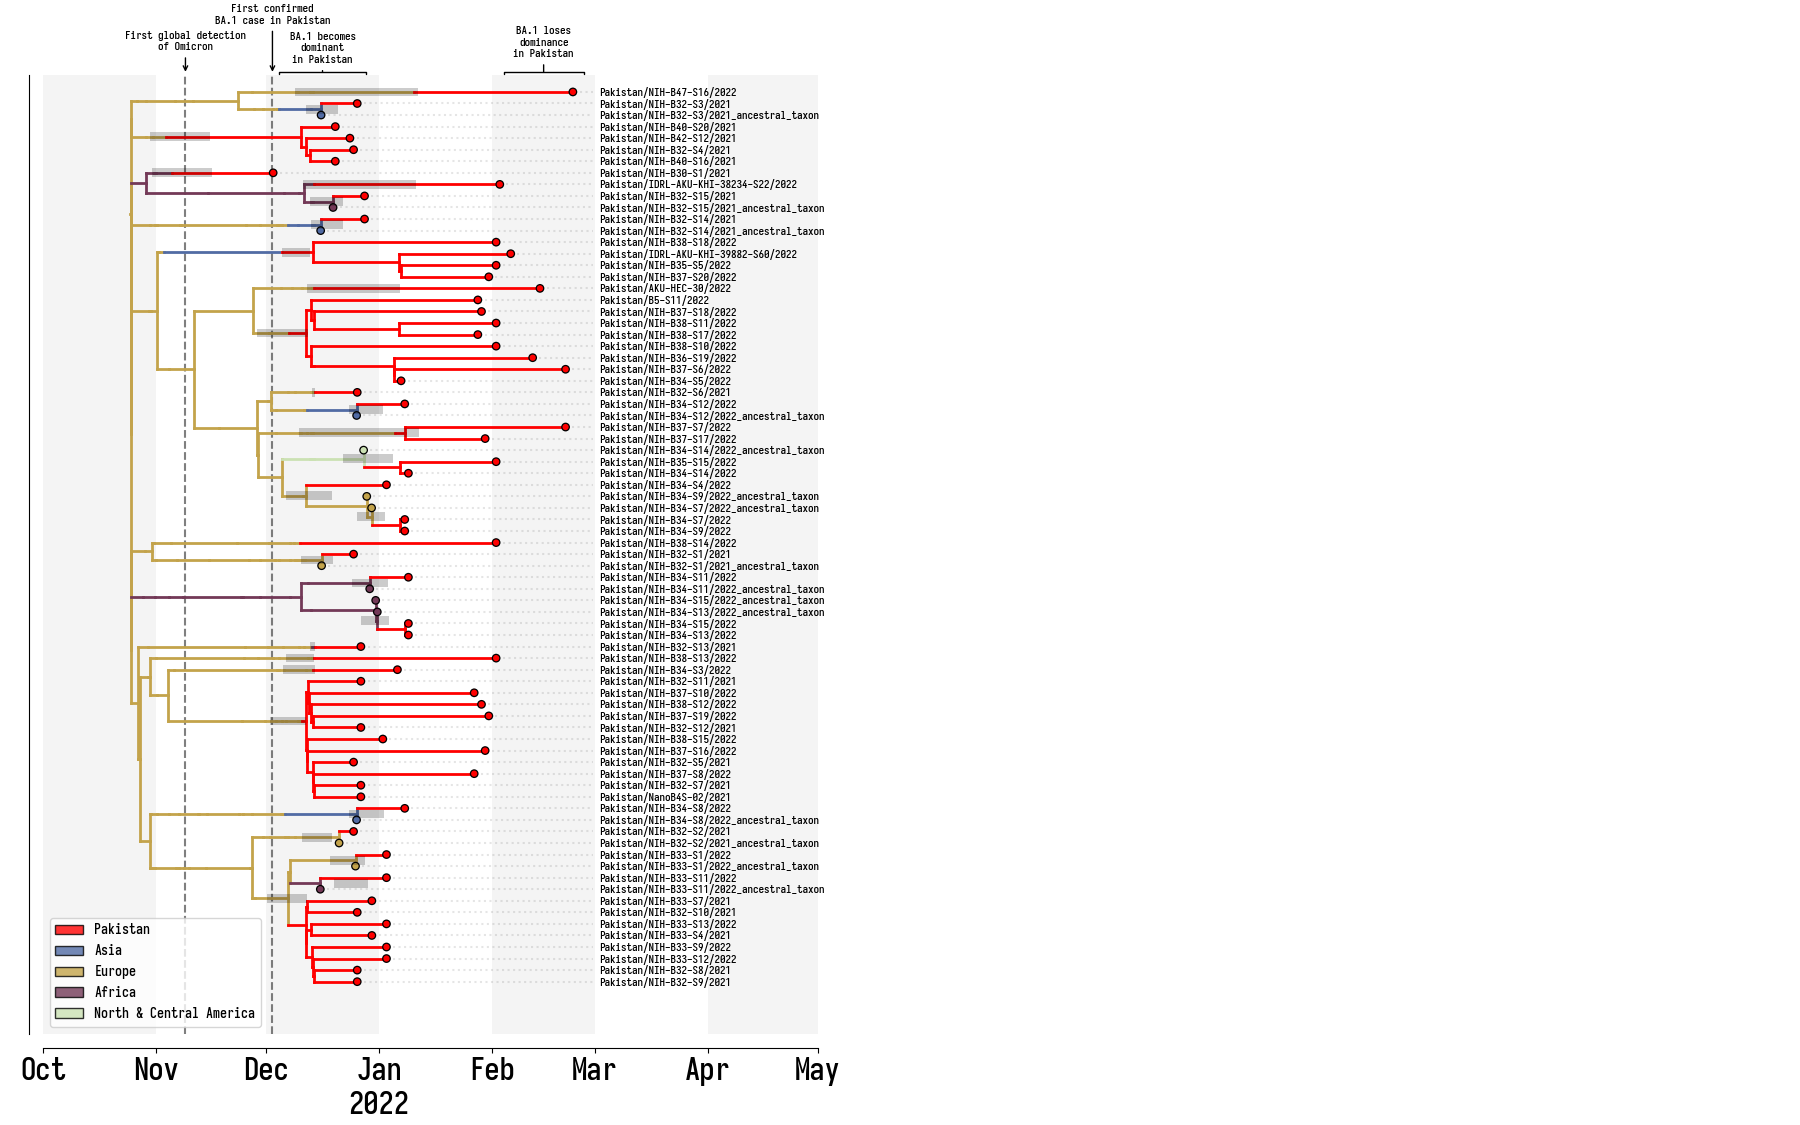 First confirmed
BA.1 case in Pakistan
First global detection
of Omicron
BA.1 becomes
dominant
in Pakistan
BA.1 loses
dominance
in Pakistan
Pakistan/NIH-B47-S16/2022
Pakistan/NIH-B32-S3/2021
Pakistan/NIH-B32-S3/2021_ancestral_taxon
Pakistan/NIH-B40-S20/2021
Pakistan/NIH-B42-S12/2021
Pakistan/NIH-B32-S4/2021
Pakistan/NIH-B40-S16/2021
Pakistan/NIH-B30-S1/2021
Pakistan/IDRL-AKU-KHI-38234-S22/2022
Pakistan/NIH-B32-S15/2021
Pakistan/NIH-B32-S15/2021_ancestral_taxon
Pakistan/NIH-B32-S14/2021
Pakistan/NIH-B32-S14/2021_ancestral_taxon
Pakistan/NIH-B38-S18/2022
Pakistan/IDRL-AKU-KHI-39882-S60/2022
Pakistan/NIH-B35-S5/2022
Pakistan/NIH-B37-S20/2022
Pakistan/AKU-HEC-30/2022
Pakistan/B5-S11/2022
Pakistan/NIH-B37-S18/2022
Pakistan/NIH-B38-S11/2022
Pakistan/NIH-B38-S17/2022
Pakistan/NIH-B38-S10/2022
Pakistan/NIH-B36-S19/2022
Pakistan/NIH-B37-S6/2022
Pakistan/NIH-B34-S5/2022
Pakistan/NIH-B32-S6/2021
Pakistan/NIH-B34-S12/2022
Pakistan/NIH-B34-S12/2022_ancestral_taxon
Pakistan/NIH-B37-S7/2022
Pakistan/NIH-B37-S17/2022
Pakistan/NIH-B34-S14/2022_ancestral_taxon
Pakistan/NIH-B35-S15/2022
Pakistan/NIH-B34-S14/2022
Pakistan/NIH-B34-S4/2022
Pakistan/NIH-B34-S9/2022_ancestral_taxon
Pakistan/NIH-B34-S7/2022_ancestral_taxon
Pakistan/NIH-B34-S7/2022
Pakistan/NIH-B34-S9/2022
Pakistan/NIH-B38-S14/2022
Pakistan/NIH-B32-S1/2021
Pakistan/NIH-B32-S1/2021_ancestral_taxon
Pakistan/NIH-B34-S11/2022
Pakistan/NIH-B34-S11/2022_ancestral_taxon
Pakistan/NIH-B34-S15/2022_ancestral_taxon
Pakistan/NIH-B34-S13/2022_ancestral_taxon
Pakistan/NIH-B34-S15/2022
Pakistan/NIH-B34-S13/2022
Pakistan/NIH-B32-S13/2021
Pakistan/NIH-B38-S13/2022
Pakistan/NIH-B34-S3/2022
Pakistan/NIH-B32-S11/2021
Pakistan/NIH-B37-S10/2022
Pakistan/NIH-B38-S12/2022
Pakistan/NIH-B37-S19/2022
Pakistan/NIH-B32-S12/2021
Pakistan/NIH-B38-S15/2022
Pakistan/NIH-B37-S16/2022
Pakistan/NIH-B32-S5/2021
Pakistan/NIH-B37-S8/2022
Pakistan/NIH-B32-S7/2021
Pakistan/NanoB4S-02/2021
Pakistan/NIH-B34-S8/2022
Pakistan/NIH-B34-S8/2022_ancestral_taxon
Pakistan/NIH-B32-S2/2021
Pakistan/NIH-B32-S2/2021_ancestral_taxon
Pakistan/NIH-B33-S1/2022
Pakistan/NIH-B33-S1/2022_ancestral_taxon
Pakistan/NIH-B33-S11/2022
Pakistan/NIH-B33-S11/2022_ancestral_taxon
Pakistan/NIH-B33-S7/2021
Pakistan/NIH-B32-S10/2021
Pakistan/NIH-B33-S13/2022
Pakistan/NIH-B33-S4/2021
Pakistan/NIH-B33-S9/2022
Pakistan/NIH-B33-S12/2022
Pakistan/NIH-B32-S8/2021
Pakistan/NIH-B32-S9/2021
Pakistan
Asia
Europe
Africa
North & Central America
Oct Nov Dec Jan Feb Mar Apr May
2022